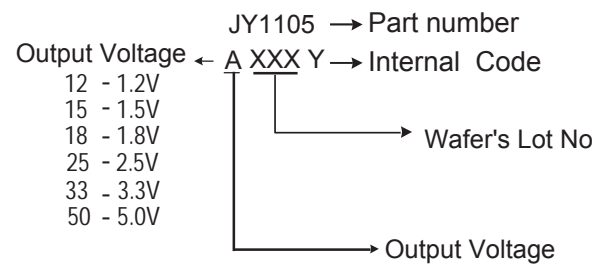 JY1105 → Part number
Output Voltage ← A XXX Y → Internal Code
12 - 1.2V
15 - 1.5V
18 - 1.8V
25 - 2.5V
33 - 3.3V
50 - 5.0V
Wafer's Lot No
Output Voltage